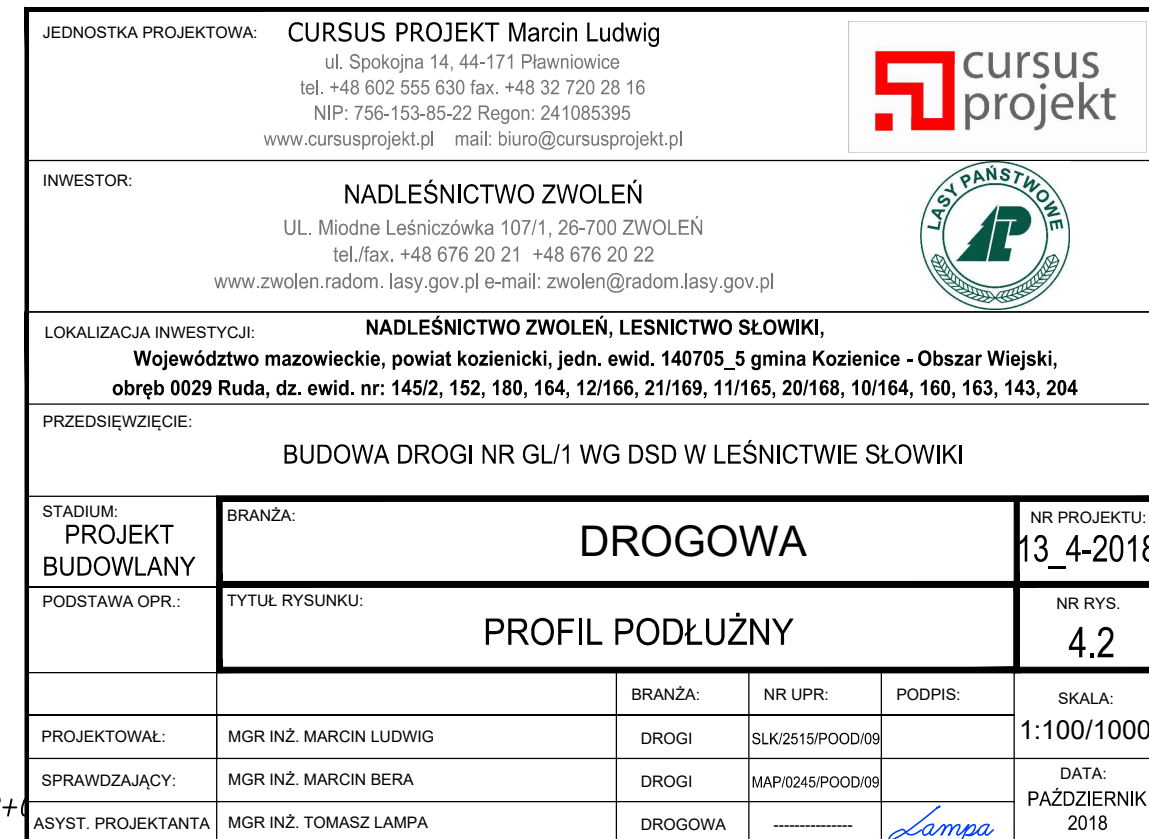 JEDNOSTKA PROJEKTOWA: CURSUS PROJEKT Marcin Ludwig
ul. Spokojna 14, 44-171 Pławniowice
tel. +48 602 555 630 fax. +48 32 720 28 16
NIP: 756-153-85-22 Regon: 241085395
www.cursusprojekt.pl mail: biuro@cursusprojekt.pl
cursus
projekt
INWESTOR:
NADLEŚNICTWO ZWOLEŃ
UL. Miodne Leśniczówka 107/1, 26-700 ZWOLEŃ
tel./fax. +48 676 20 21 +48 676 20 22
www.zwolen.radom. lasy.gov.pl e-mail: zwolen@radom.lasy.gov.pl
LASY PAŃSTWOWE
LOKALIZACJA INWESTYCJI: NADLEŚNICTWO ZWOLEŃ, LESNICTWO SŁOWIKI,
Województwo mazowieckie, powiat kozienicki, jedn. ewid. 140705_5 gmina Kozienice - Obszar Wiejski,
obręb 0029 Ruda, dz. ewid. nr: 145/2, 152, 180, 164, 12/166, 21/169, 11/165, 20/168, 10/164, 160, 163, 143, 204
PRZEDSIĘWZIĘCIE:
BUDOWA DROGI NR GL/1 WG DSD W LEŚNICTWIE SŁOWIKI
STADIUM:
PROJEKT
BUDOWLANY
BRANŻA:
DROGOWA
NR PROJEKTU:
13_4-2018
PODSTAWA OPR.:
TYTUŁ RYSUNKU:
PROFIL PODŁUŻNY
NR RYS.
4.2
BRANŻA: NR UPR: PODPIS:
SKALA:
1:100/1000
PROJEKTOWAŁ: MGR INŻ. MARCIN LUDWIG DROGI SLK/2515/POOD/09
SPRAWDZAJĄCY: MGR INŻ. MARCIN BERA DROGI MAP/0245/POOD/09
DATA:
PAŹDZIERNIK
2018
ASYST. PROJEKTANTA MGR INŻ. TOMASZ LAMPA DROGOWA --------------- Lampa